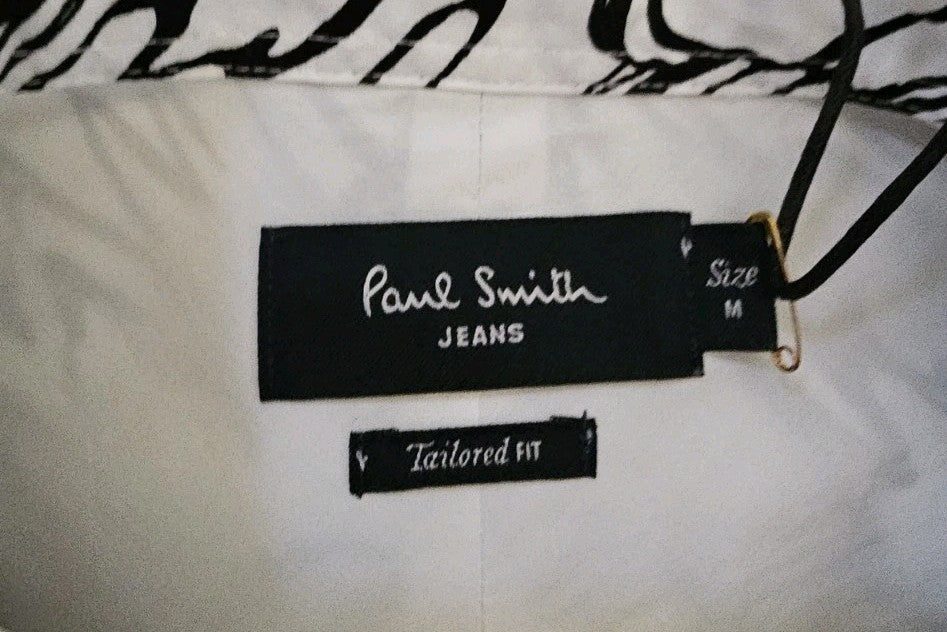 Paul Smith
JEANS
Size
M
Tailored FIT